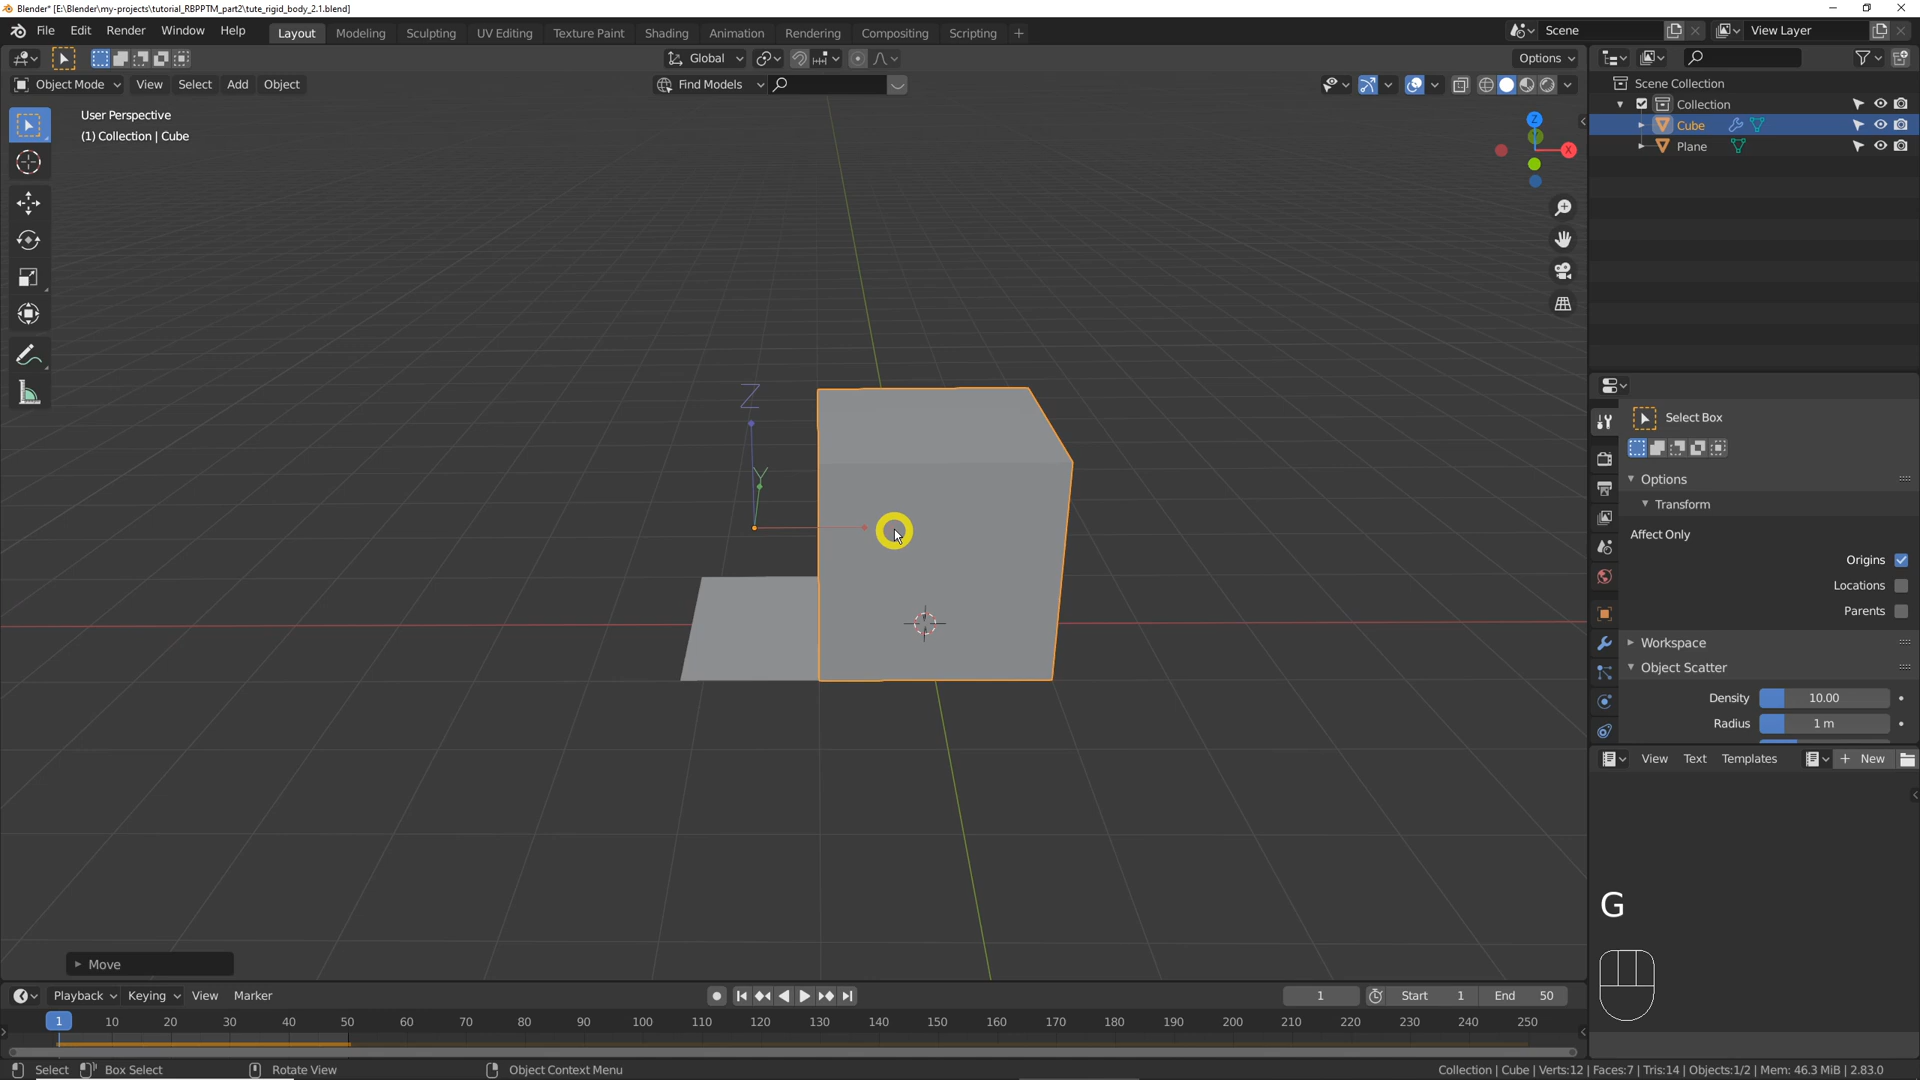 Blender* [E:\Blender\my-projects\tutorial_RBPPTM_part2\tute_rigid_body_2.1.blend]
File Edit Render Window Help Layout Modeling Sculpting UV Editing Texture Paint Shading Animation Rendering Compositing Scripting + Scene View Layer
Global Options
Object Mode View Select Add Object Find Models
User Perspective
(1) Collection | Cube
Z
X
Z
Y
Move
Scene Collection
Collection
Cube
Plane
Select Box
Options
Transform
Affect Only
Origins
Locations
Parents
Workspace
Object Scatter
Density 10.00
Radius 1 m
View Text Templates + New
G
Playback Keying View Marker 1 Start 1 End 50
1 10 20 30 40 50 60 70 80 90 100 110 120 130 140 150 160 170 180 190 200 210 220 230 240 250
Select Box Select Rotate View Object Context Menu Collection | Cube | Verts:12 | Faces:7 | Tris:14 | Objects:1/2 | Mem: 46.3 MiB | 2.83.0